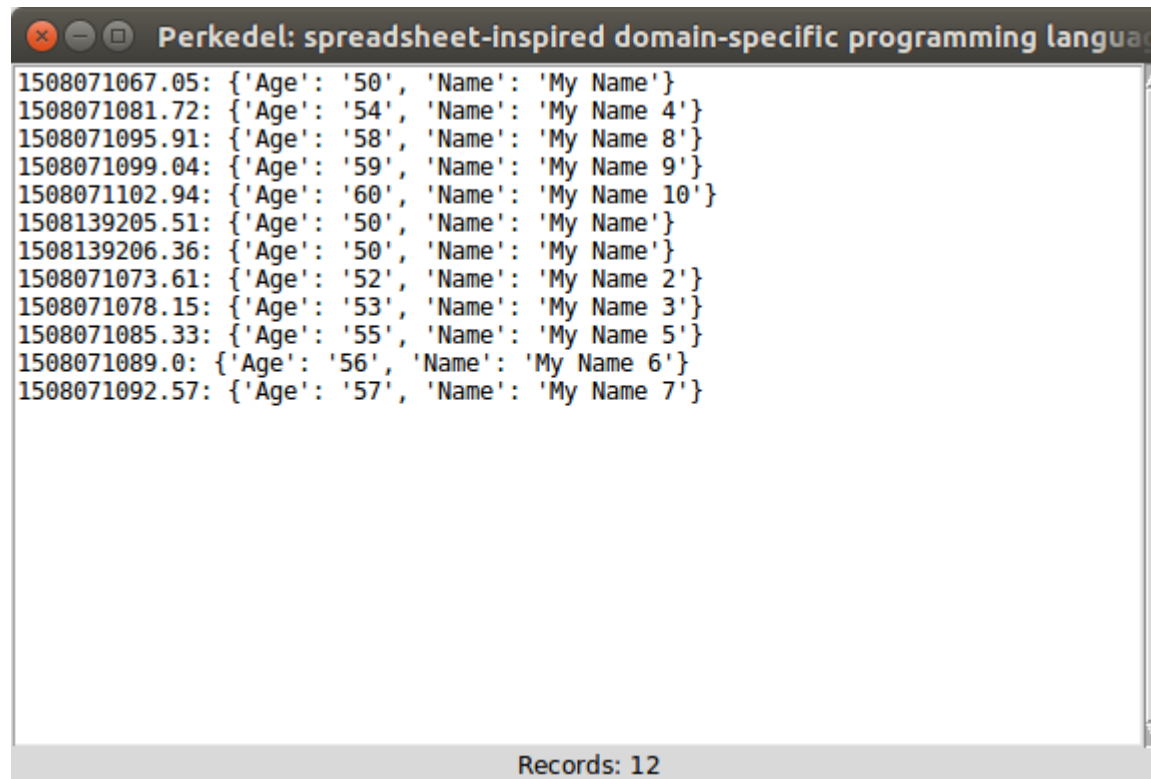 Perkedel: spreadsheet-inspired domain-specific programming
1508071067.05: {'Age': '50', 'Name': 'My Name'}
1508071081.72: {'Age': '54', 'Name': 'My Name 4'}
1508071095.91: {'Age': '58', 'Name': 'My Name 8'}
1508071099.04: {'Age': '59', 'Name': 'My Name 9'}
1508071102.94: {'Age': '60', 'Name': 'My Name 10'}
1508139205.51: {'Age': '50', 'Name': 'My Name'}
1508139206.36: {'Age': '50', 'Name': 'My Name'}
1508071073.61: {'Age': '52', 'Name': 'My Name 2'}
1508071078.15: {'Age': '53', 'Name': 'My Name 3'}
1508071085.33: {'Age': '55', 'Name': 'My Name 5'}
1508071089.0: {'Age': '56', 'Name': 'My Name 6'}
1508071092.57: {'Age': '57', 'Name': 'My Name 7'}
Records: 12